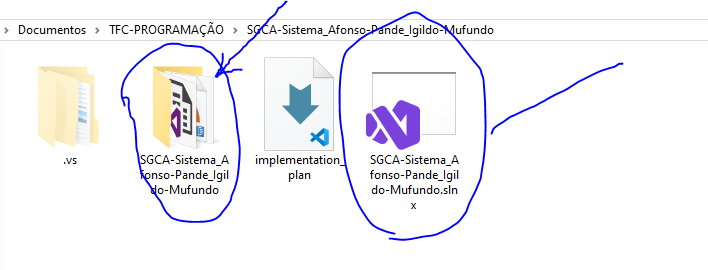 Documentos > TFC-PROGRAMAÇÃO > SGCA-Sistema_Afonso-Pande_Igildo-Mufundo
.vs
SGCA-Sistema_A
fonso-Pande_Igil
do-Mufundo
implementation_
plan
SGCA-Sistema_A
fonso-Pande_Igil
do-Mufundo.sln
x